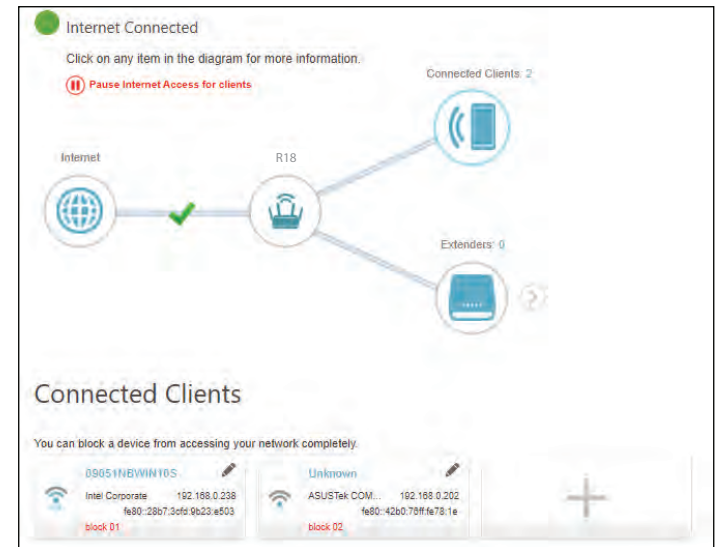 Internet Connected
Click on any item in the diagram for more information.
Pause Internet Access for clients
Connected Clients: 2
Internet
R18
Extenders: 0
Connected Clients
You can block a device from accessing your network completely.
09051NBWIN10S
Intel Corporate 192.168.0.238
fe80::28b7:3cfd:9b23:e503
block 01
Unknown
ASUSTek COM... 192.168.0.202
fe80::42b0:76ff:fe78:1e
block 02